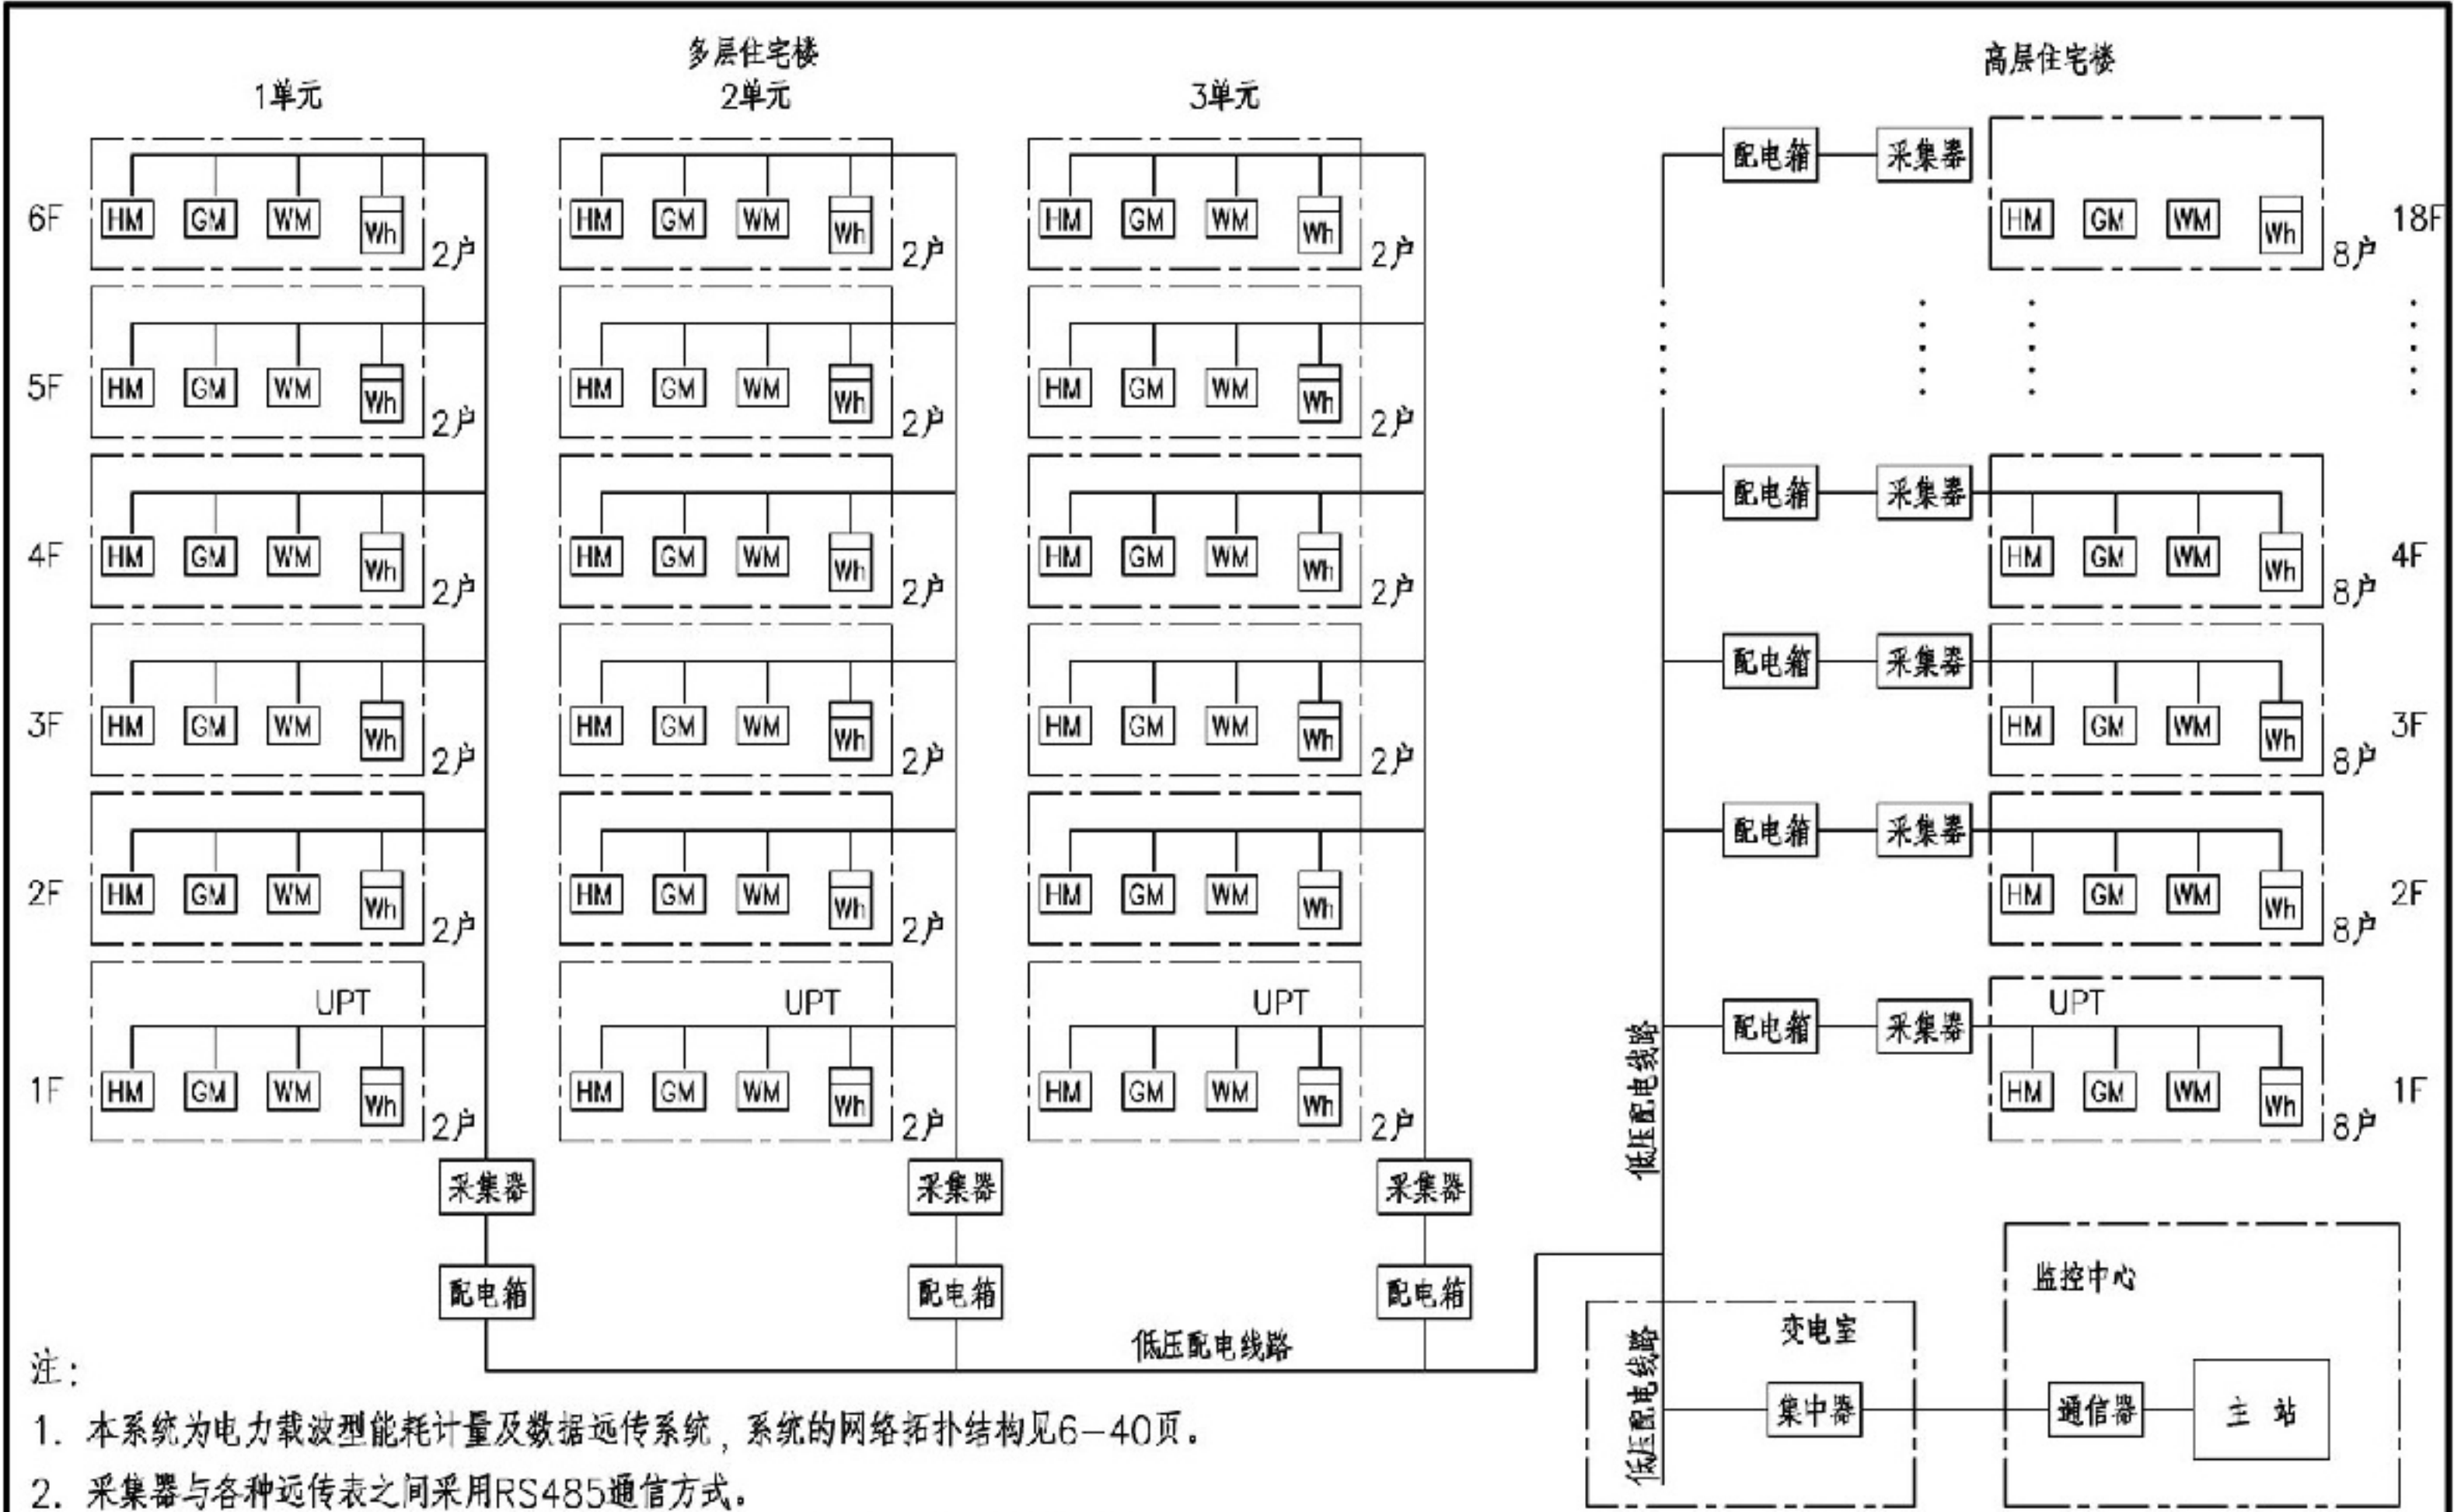 多层住宅楼
高层住宅楼
1单元 2单元 3单元
配电箱 采集器
6F HM GM WM Wh 2户 HM GM WM Wh 2户 HM GM WM Wh 2户 HM GM WM Wh 8户 18F
5F HM GM WM Wh 2户 HM GM WM Wh 2户 HM GM WM Wh 2户
配电箱 采集器
4F HM GM WM Wh 2户 HM GM WM Wh 2户 HM GM WM Wh 2户 HM GM WM Wh 8户 4F
配电箱 采集器
3F HM GM WM Wh 2户 HM GM WM Wh 2户 HM GM WM Wh 2户 HM GM WM Wh 8户 3F
配电箱 采集器
2F HM GM WM Wh 2户 HM GM WM Wh 2户 HM GM WM Wh 2户 HM GM WM Wh 8户 2F
UPT UPT UPT 配电箱 采集器 UPT
1F HM GM WM Wh 2户 HM GM WM Wh 2户 HM GM WM Wh 2户 HM GM WM Wh 8户 1F
低压配电线路
采集器 采集器 采集器
配电箱 配电箱 配电箱
低压配电线路
监控中心
变电室
低压配电线路
集中器 通信器 主站
注:
1. 本系统为电力载波型能耗计量及数据远传系统, 系统的网络拓扑结构见6-40页。
2. 采集器与各种远传表之间采用RS485通信方式。